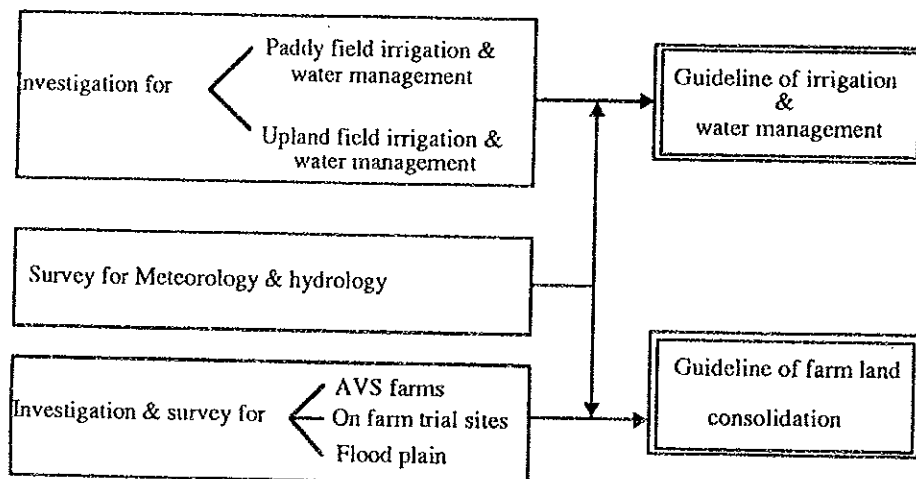 Investigation for
Paddy field irrigation &
water management
Upland field irrigation &
water management
Guideline of irrigation
&
water management
Survey for Meteorology & hydrology
Investigation & survey for
AVS farms
On farm trial sites
Flood plain
Guideline of farm land
consolidation